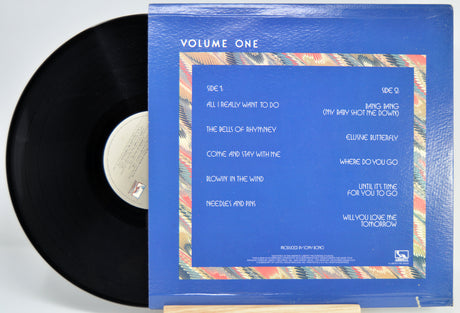 VOLUME ONE
SIDE 1:
ALL I REALLY WANT TO DO
THE BELLS OF RHYMNEY
COME AND STAY WITH ME
BLOWIN' IN THE WIND
NEEDLES AND PINS
SIDE 2:
BANG BANG
(MY BABY SHOT ME DOWN)
ELUSIVE BUTTERFLY
WHERE DO YOU GO
UNTIL IT'S TIME
FOR YOU TO GO
WILL YOU LOVE ME
TOMORROW
PRODUCED BY SONNY BONO